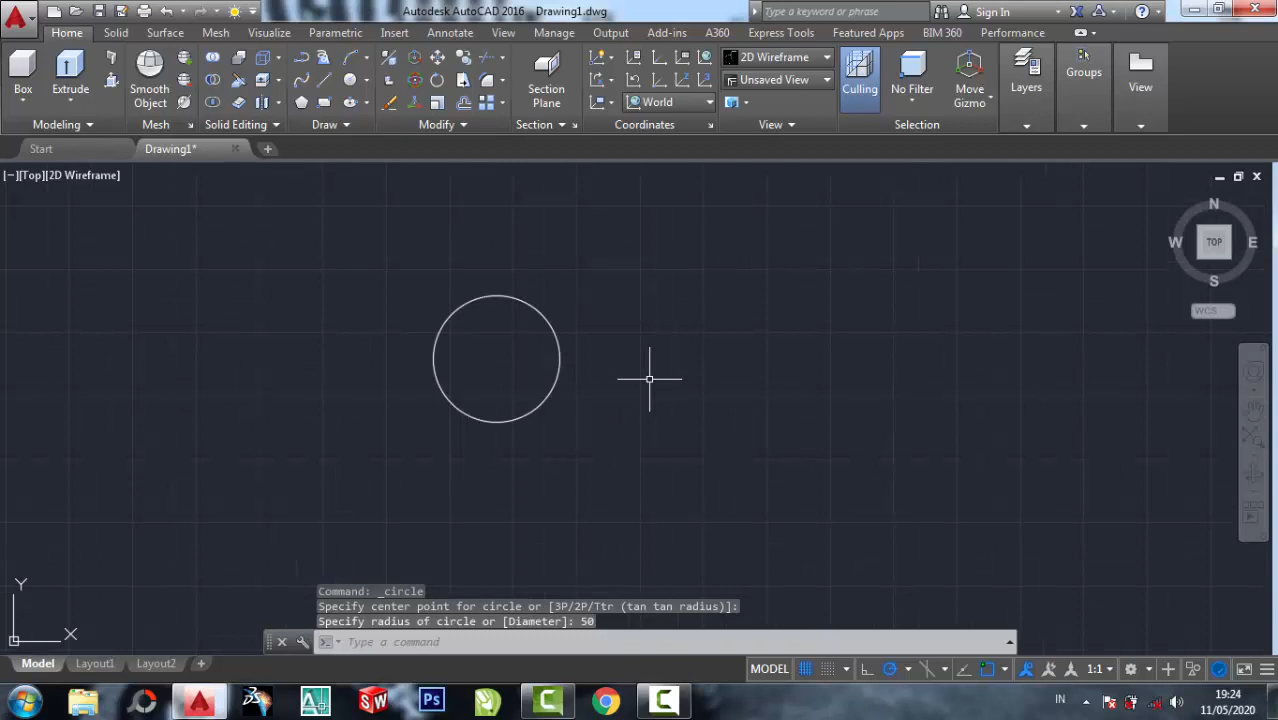 Autodesk AutoCAD 2016 Drawing1.dwg
Type a keyword or phrase
Sign In
Home Solid Surface Mesh Visualize Parametric Insert Annotate View Manage Output Add-ins A360 Express Tools Featured Apps BIM 360 Performance
Box
Extrude
Smooth Object
Section Plane
World
2D Wireframe
Unsaved View
Culling
No Filter
Move Gizmo
Layers
Groups
View
Modeling
Mesh
Solid Editing
Draw
Modify
Section
Coordinates
View
Selection
Start
Drawing1*
[−][Top][2D Wireframe]
N
W
TOP
E
S
WCS
Y
X
Command: _circle
Specify center point for circle or [3P/2P/Ttr (tan tan radius)]:
Specify radius of circle or [Diameter]: 50
Type a command
Model Layout1 Layout2
MODEL
1:1
Ps
SW
IN
19:24
11/05/2020